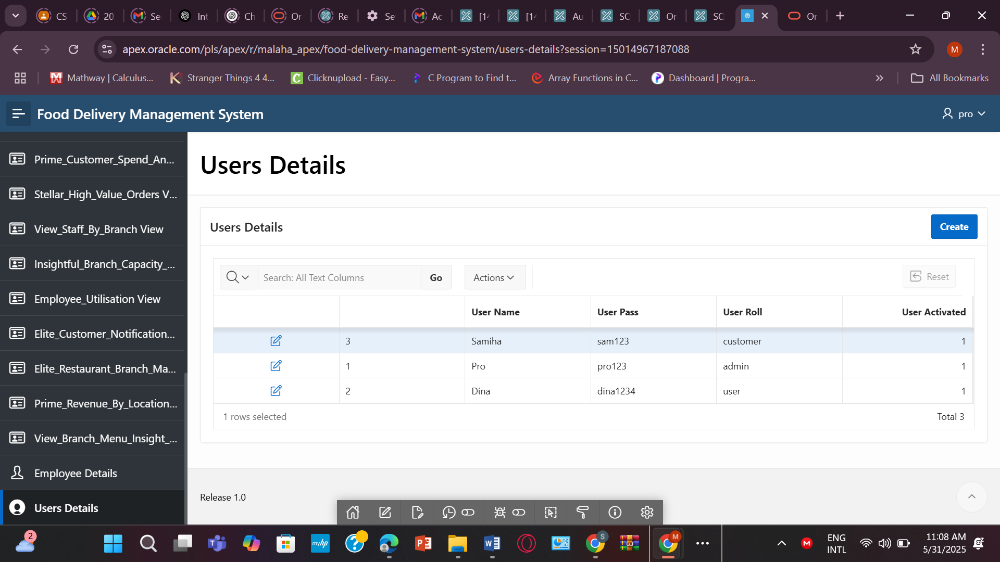 CS
20
Se
Int
Ch
Or
Re
Se
Ac
[14
[14
Au
SQ
Or
SQ
Or
apex.oracle.com/pls/apex/r/malaha_apex/food-delivery-management-system/users-details?session=15014967187088
M
Mathway | Calculus...
Stranger Things 4 4...
Clicknupload - Easy...
C Program to Find t...
Array Functions in C...
Dashboard | Progra...
All Bookmarks
Food Delivery Management System
pro
Prime_Customer_Spend_An...
Stellar_High_Value_Orders V...
View_Staff_By_Branch View
Insightful_Branch_Capacity_...
Employee_Utilisation View
Elite_Customer_Notification...
Elite_Restaurant_Branch_Ma...
Prime_Revenue_By_Location...
View_Branch_Menu_Insight_...
Employee Details
Users Details
Users Details
Users Details
Create
Search: All Text Columns
Go
Actions
Reset
User Name User Pass User Roll User Activated
3 Samiha sam123 customer 1
1 Pro pro123 admin 1
2 Dina dina1234 user 1
1 rows selected
Total 3
Release 1.0
2
myhp
S
M
M
ENG
INTL
11:08 AM
5/31/2025